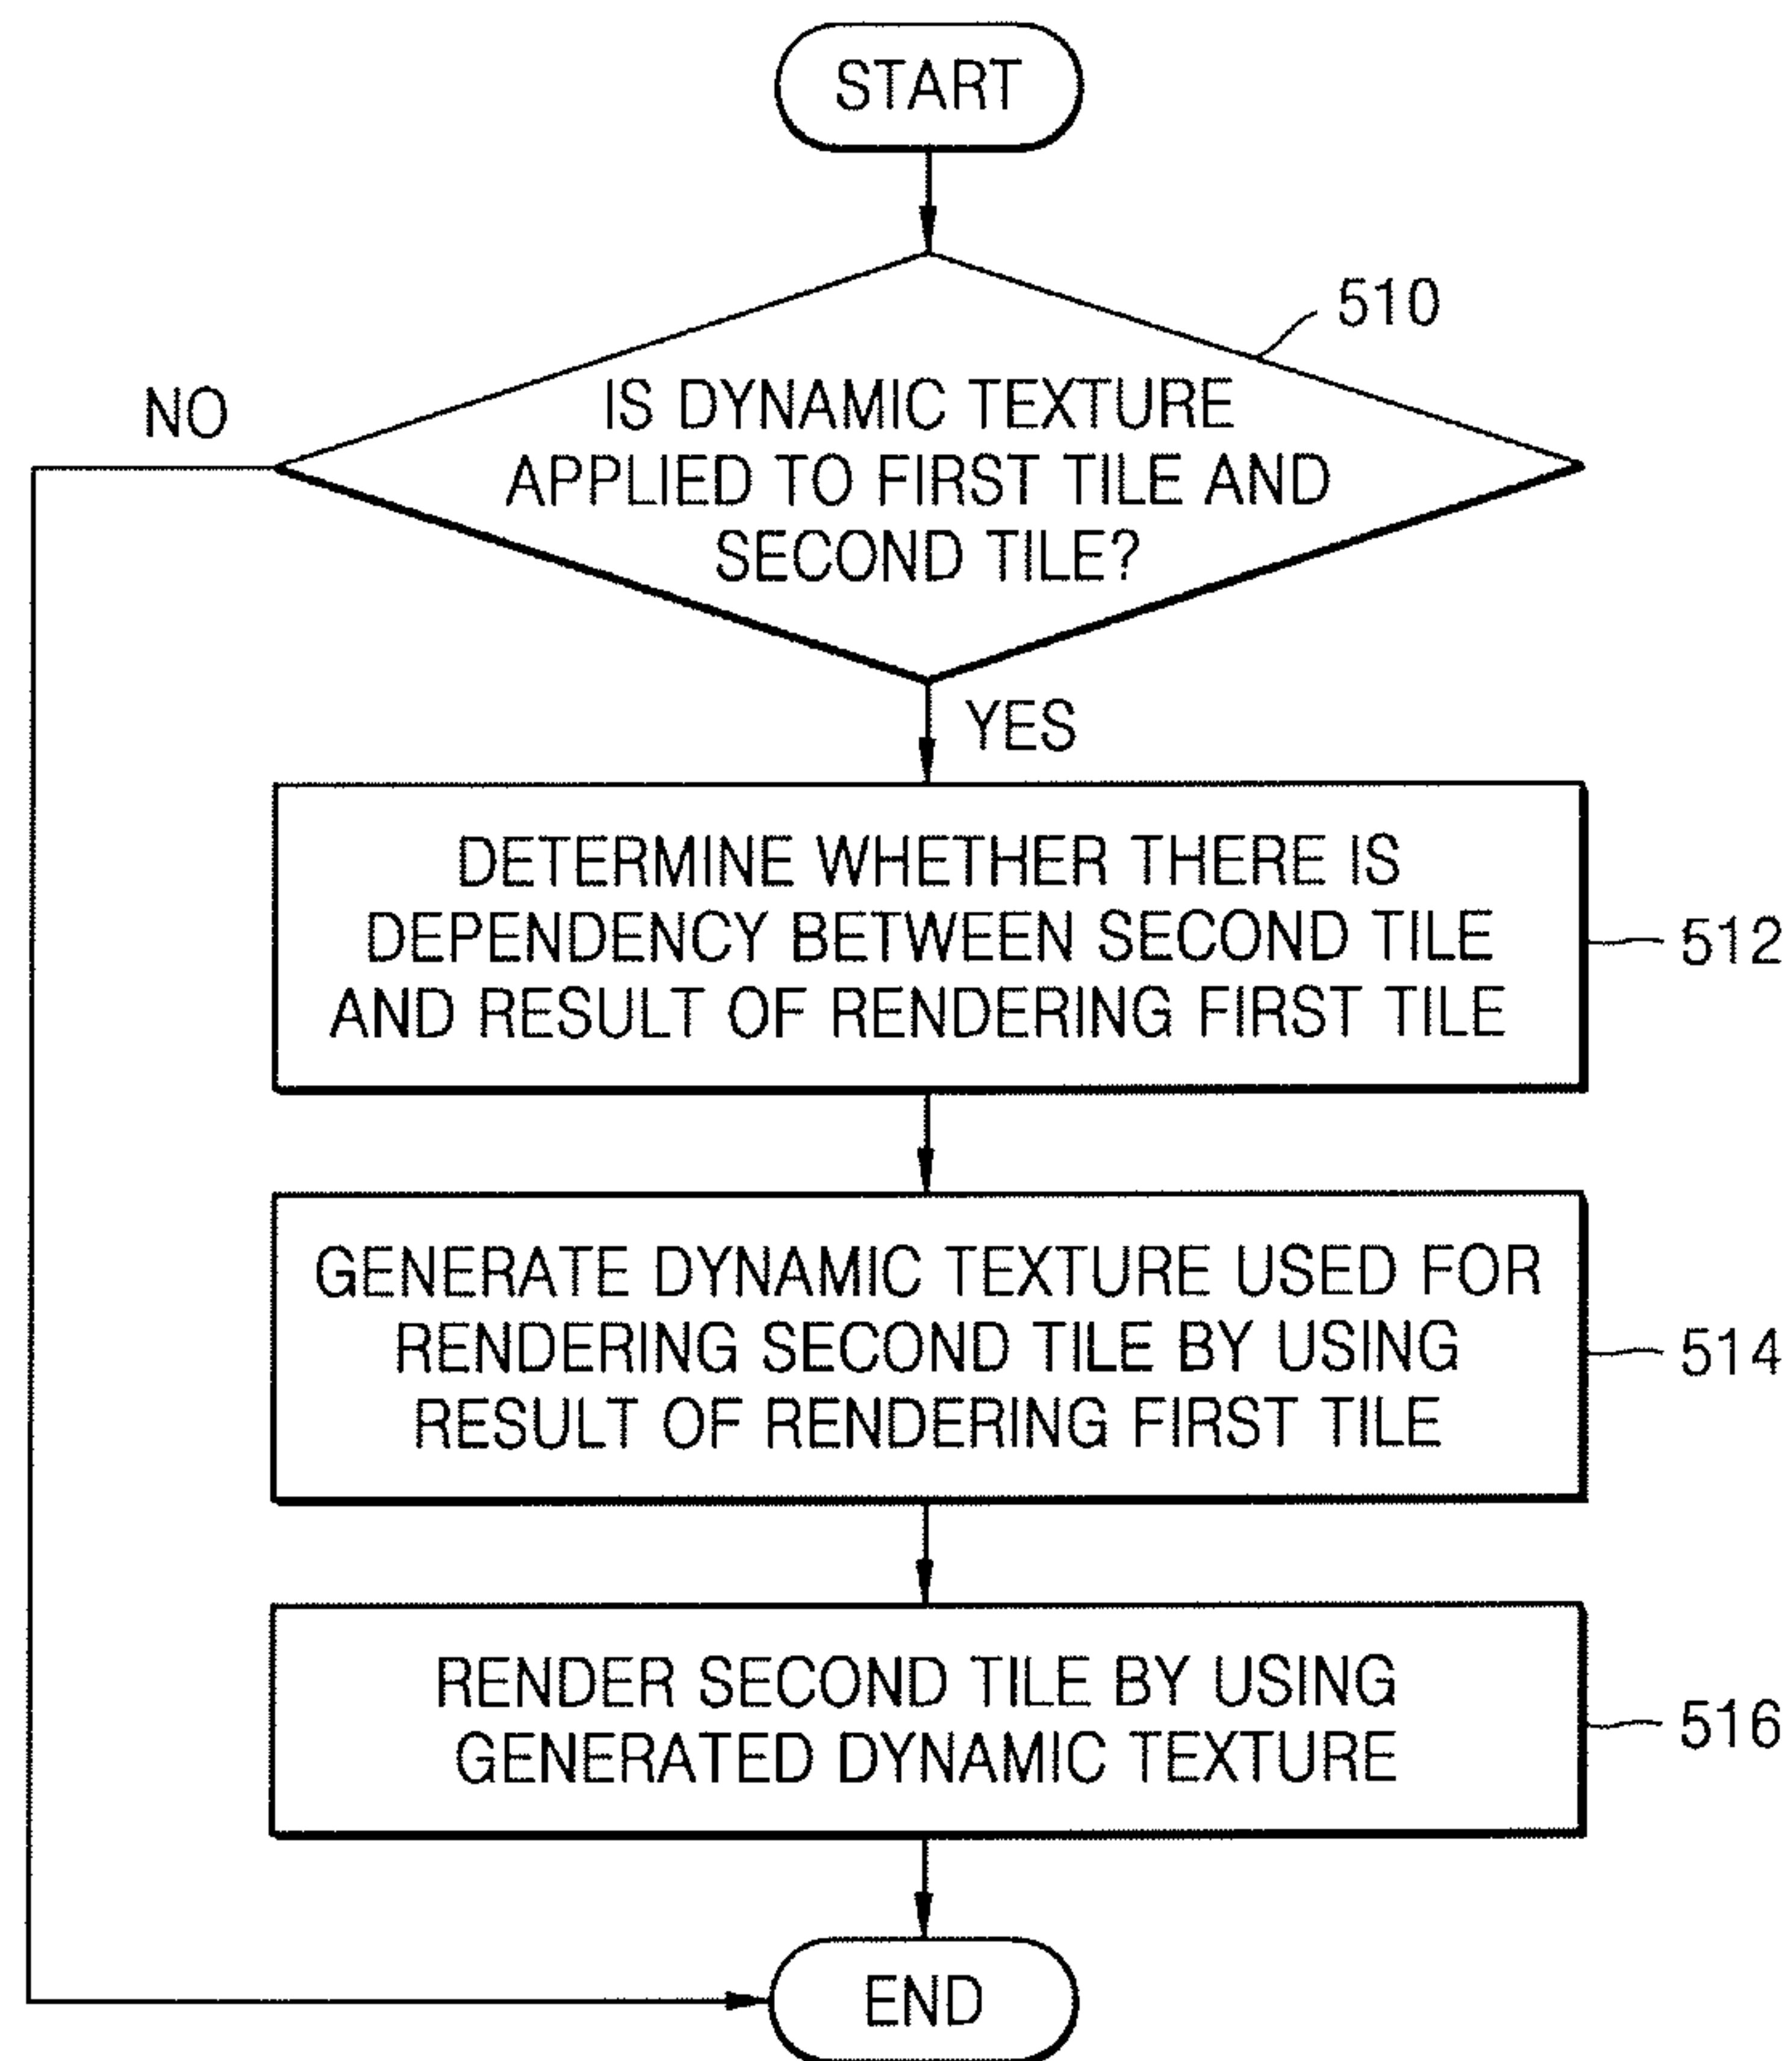 START
510
NO
IS DYNAMIC TEXTURE
APPLIED TO FIRST TILE AND
SECOND TILE?
YES
DETERMINE WHETHER THERE IS
DEPENDENCY BETWEEN SECOND TILE
AND RESULT OF RENDERING FIRST TILE
512
GENERATE DYNAMIC TEXTURE USED FOR
RENDERING SECOND TILE BY USING
RESULT OF RENDERING FIRST TILE
514
RENDER SECOND TILE BY USING
GENERATED DYNAMIC TEXTURE
516
END